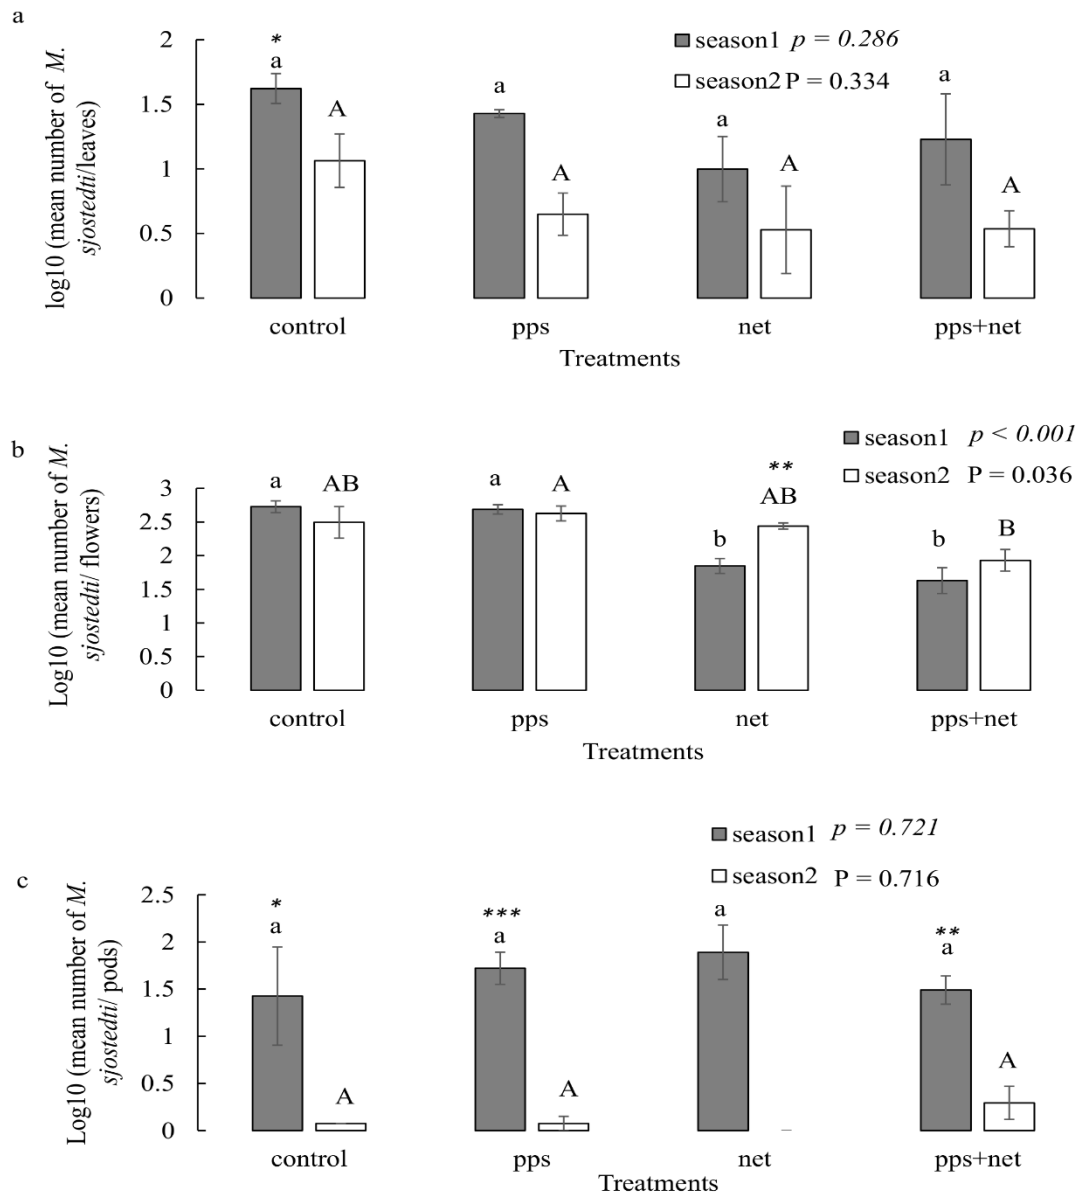 a
log10 (mean number of M.
sjostedti/leaves)
season1 p = 0.286
season2 P = 0.334
2
1.5
1
0.5
0
*
a
A
a
A
a
A
a
A
control pps net pps+net
Treatments
b
Log10 (mean number of M.
sjostedti/ flowers)
season1 p < 0.001
season2 P = 0.036
3
2.5
2
1.5
1
0.5
0
a
AB
a
A
b
**
AB
b
B
control pps net pps+net
Treatments
c
Log10 (mean number of M.
sjostedti/ pods)
season1 p = 0.721
season2 P = 0.716
2.5
2
1.5
1
0.5
0
*
a
A
***
a
A
a
**
a
A
control pps net pps+net
Treatments